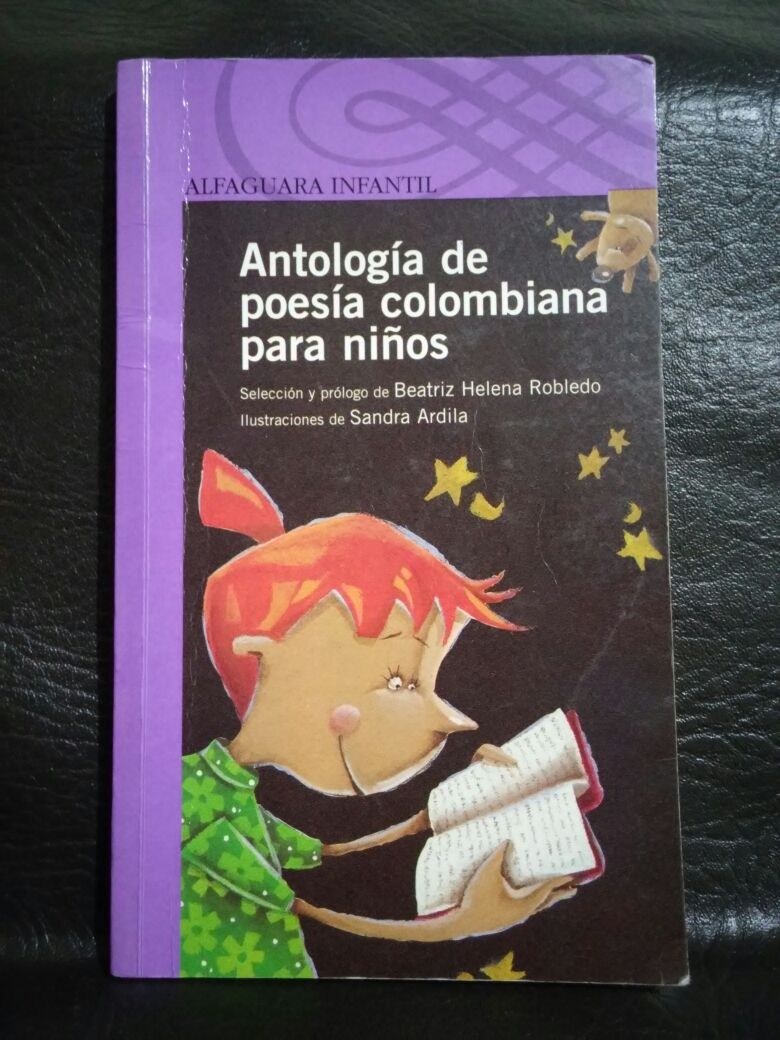 ALFAGUARA INFANTIL
Antología de
poesía colombiana
para niños
Selección y prólogo de Beatriz Helena Robledo
Ilustraciones de Sandra Ardila